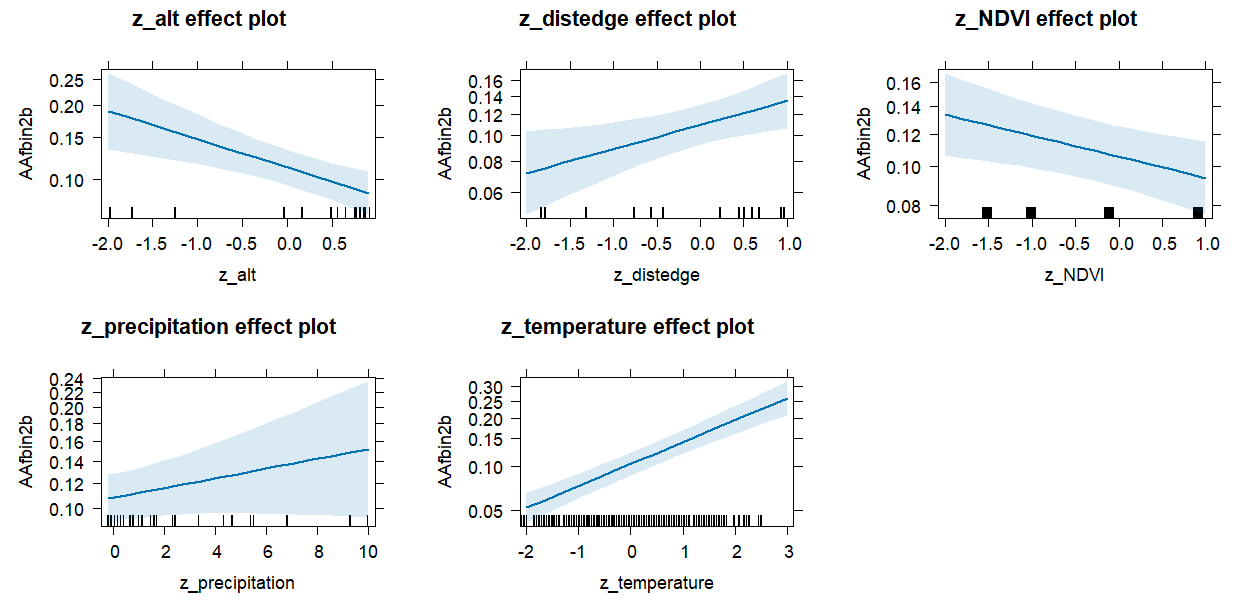 z_alt effect plot
AAfbin2b
0.25
0.20
0.15
0.10
-2.0 -1.5 -1.0 -0.5 0.0 0.5
z_alt
z_distedge effect plot
AAfbin2b
0.16
0.14
0.12
0.10
0.08
0.06
-2.0 -1.5 -1.0 -0.5 0.0 0.5 1.0
z_distedge
z_NDVI effect plot
AAfbin2b
0.16
0.14
0.12
0.10
0.08
-2.0 -1.5 -1.0 -0.5 0.0 0.5 1.0
z_NDVI
z_precipitation effect plot
AAfbin2b
0.24
0.22
0.20
0.18
0.16
0.14
0.12
0.10
0 2 4 6 8 10
z_precipitation
z_temperature effect plot
AAfbin2b
0.30
0.25
0.20
0.15
0.10
0.05
-2 -1 0 1 2 3
z_temperature